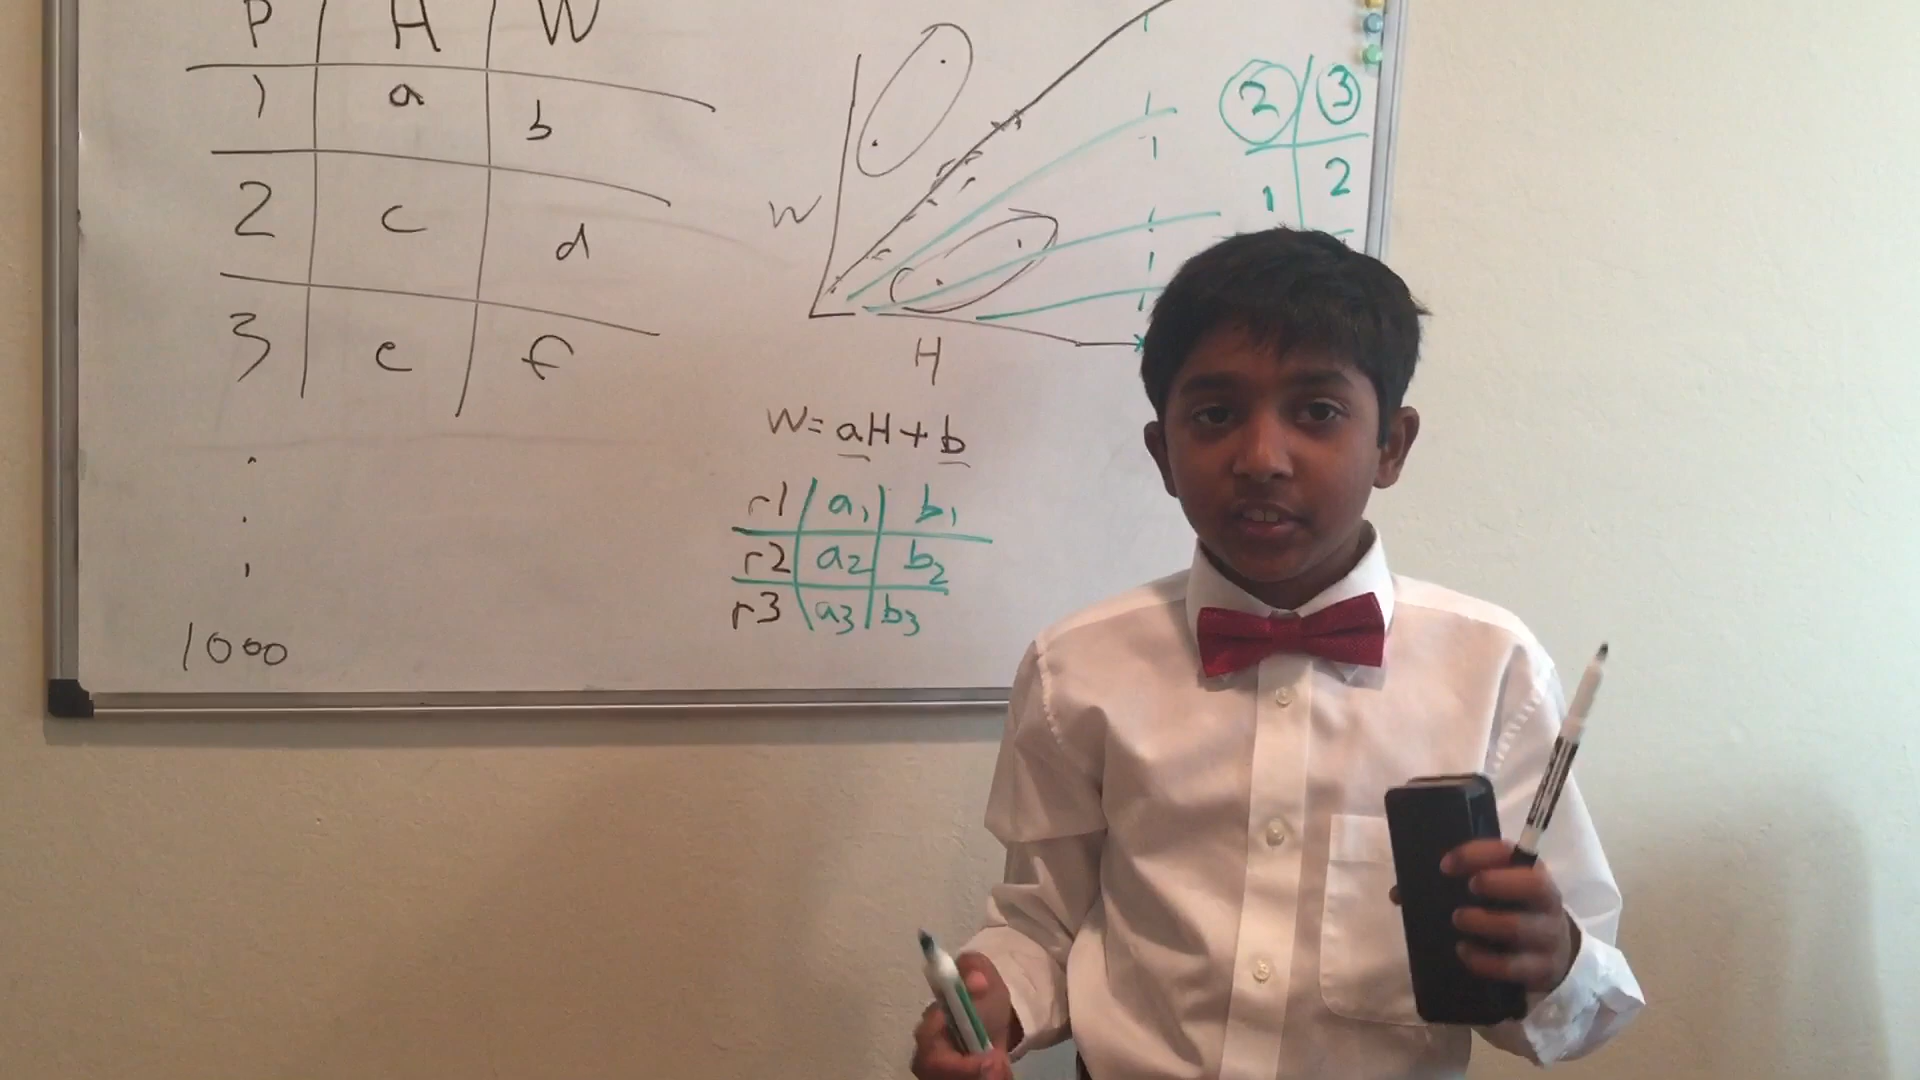 P H W
1 a b
2 c d
3 e f
1000
W
H
W=aH+b
r1 a1 b1
r2 a2 b2
r3 a3 b3
2 3
1 2